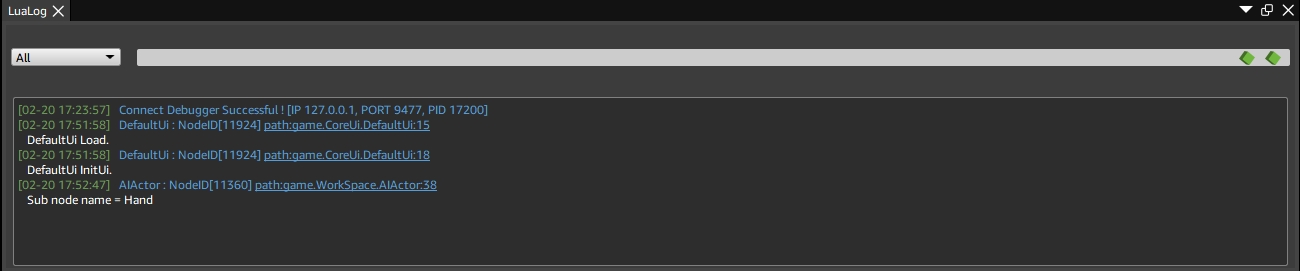 LuaLog
All
[02-20 17:23:57] Connect Debugger Successful ! [IP 127.0.0.1, PORT 9477, PID 17200]
[02-20 17:51:58] DefaultUi : NodeID[11924] path:game.CoreUi.DefaultUi:15
DefaultUi Load.
[02-20 17:51:58] DefaultUi : NodeID[11924] path:game.CoreUi.DefaultUi:18
DefaultUi InitUi.
[02-20 17:52:47] AIActor : NodeID[11360] path:game.WorkSpace.AIActor:38
Sub node name = Hand